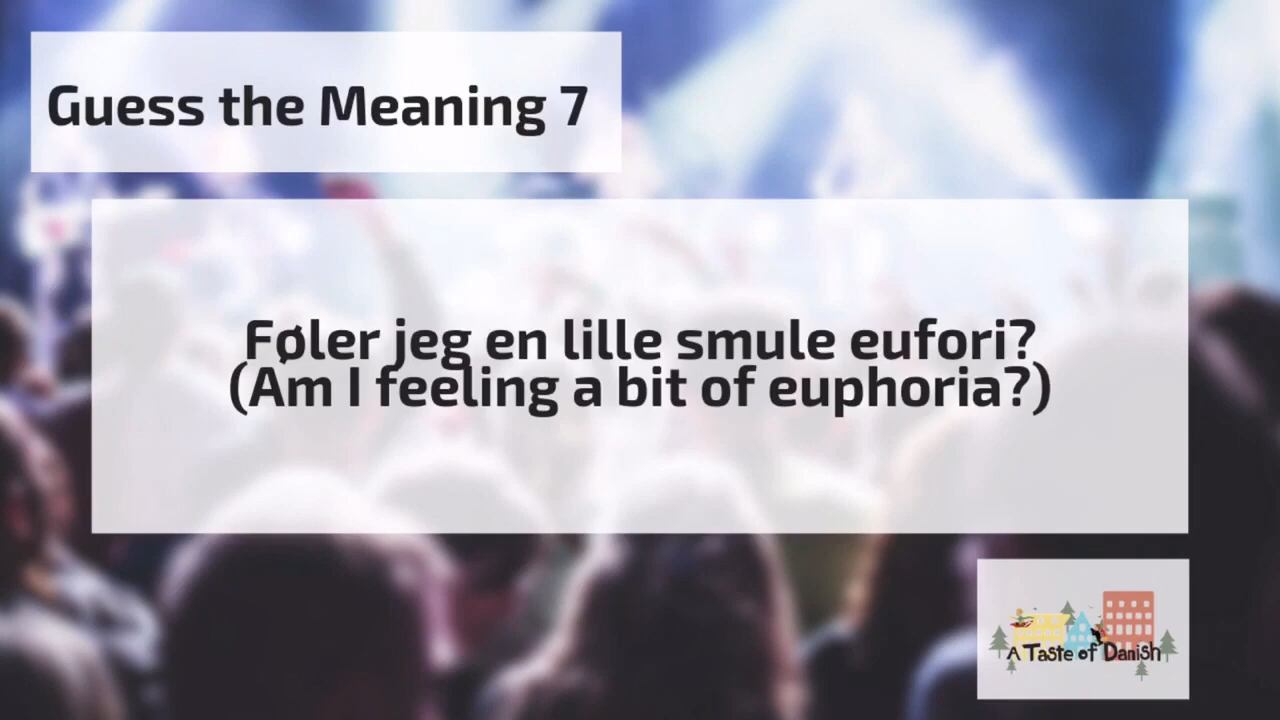 Guess the Meaning 7
Føler jeg en lille smule eufori?
(Am I feeling a bit of euphoria?)
A Taste of Danish